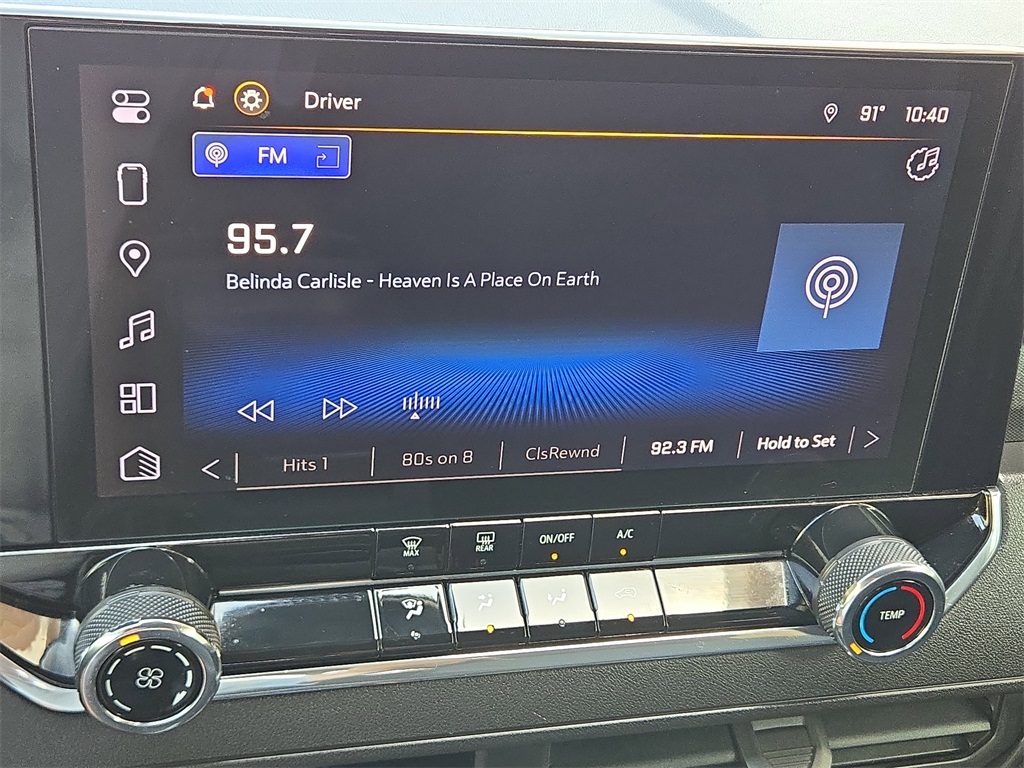 Driver
91° 10:40
FM
95.7
Belinda Carlisle - Heaven Is A Place On Earth
< Hits 1 80s on 8 ClsRewnd 92.3 FM Hold to Set >
MAX REAR ON/OFF A/C
TEMP